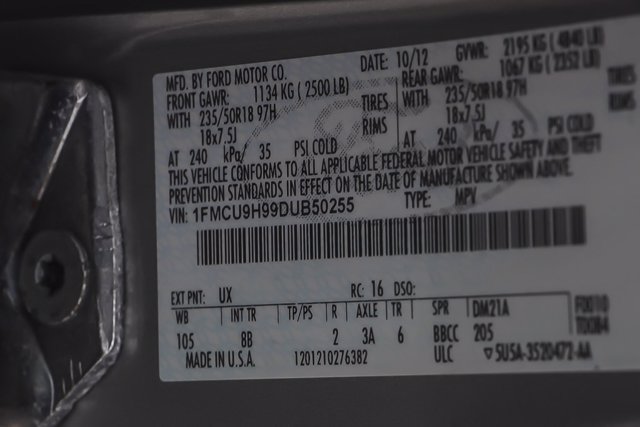 MFD. BY FORD MOTOR CO. DATE: 10/12 GVWR: 2195 KG (4840 LB)
FRONT GAWR: 1134 KG (2500 LB) REAR GAWR: 1067 KG (2352 LB)
WITH 235/50R18 97H TIRES WITH 235/50R18 97H TIRES
18x7.5J RIMS 18x7.5J RIMS
AT 240 kPa/ 35 PSI COLD AT 240 kPa/ 35 PSI COLD
THIS VEHICLE CONFORMS TO ALL APPLICABLE FEDERAL MOTOR VEHICLE SAFETY AND THEFT
PREVENTION STANDARDS IN EFFECT ON THE DATE OF MANUFACTURE SHOWN ABOVE.
VIN: 1FMCU9H99DUB50255 TYPE: MPV
EXT PNT: UX RC: 16 DSO:
WB INT TR TP/PS R AXLE TR SPR DM21A
105 8B 2 3A 6 BBCC 205
MADE IN U.S.A. 1201210276382 ULC ▽5U5A-3520472-AA